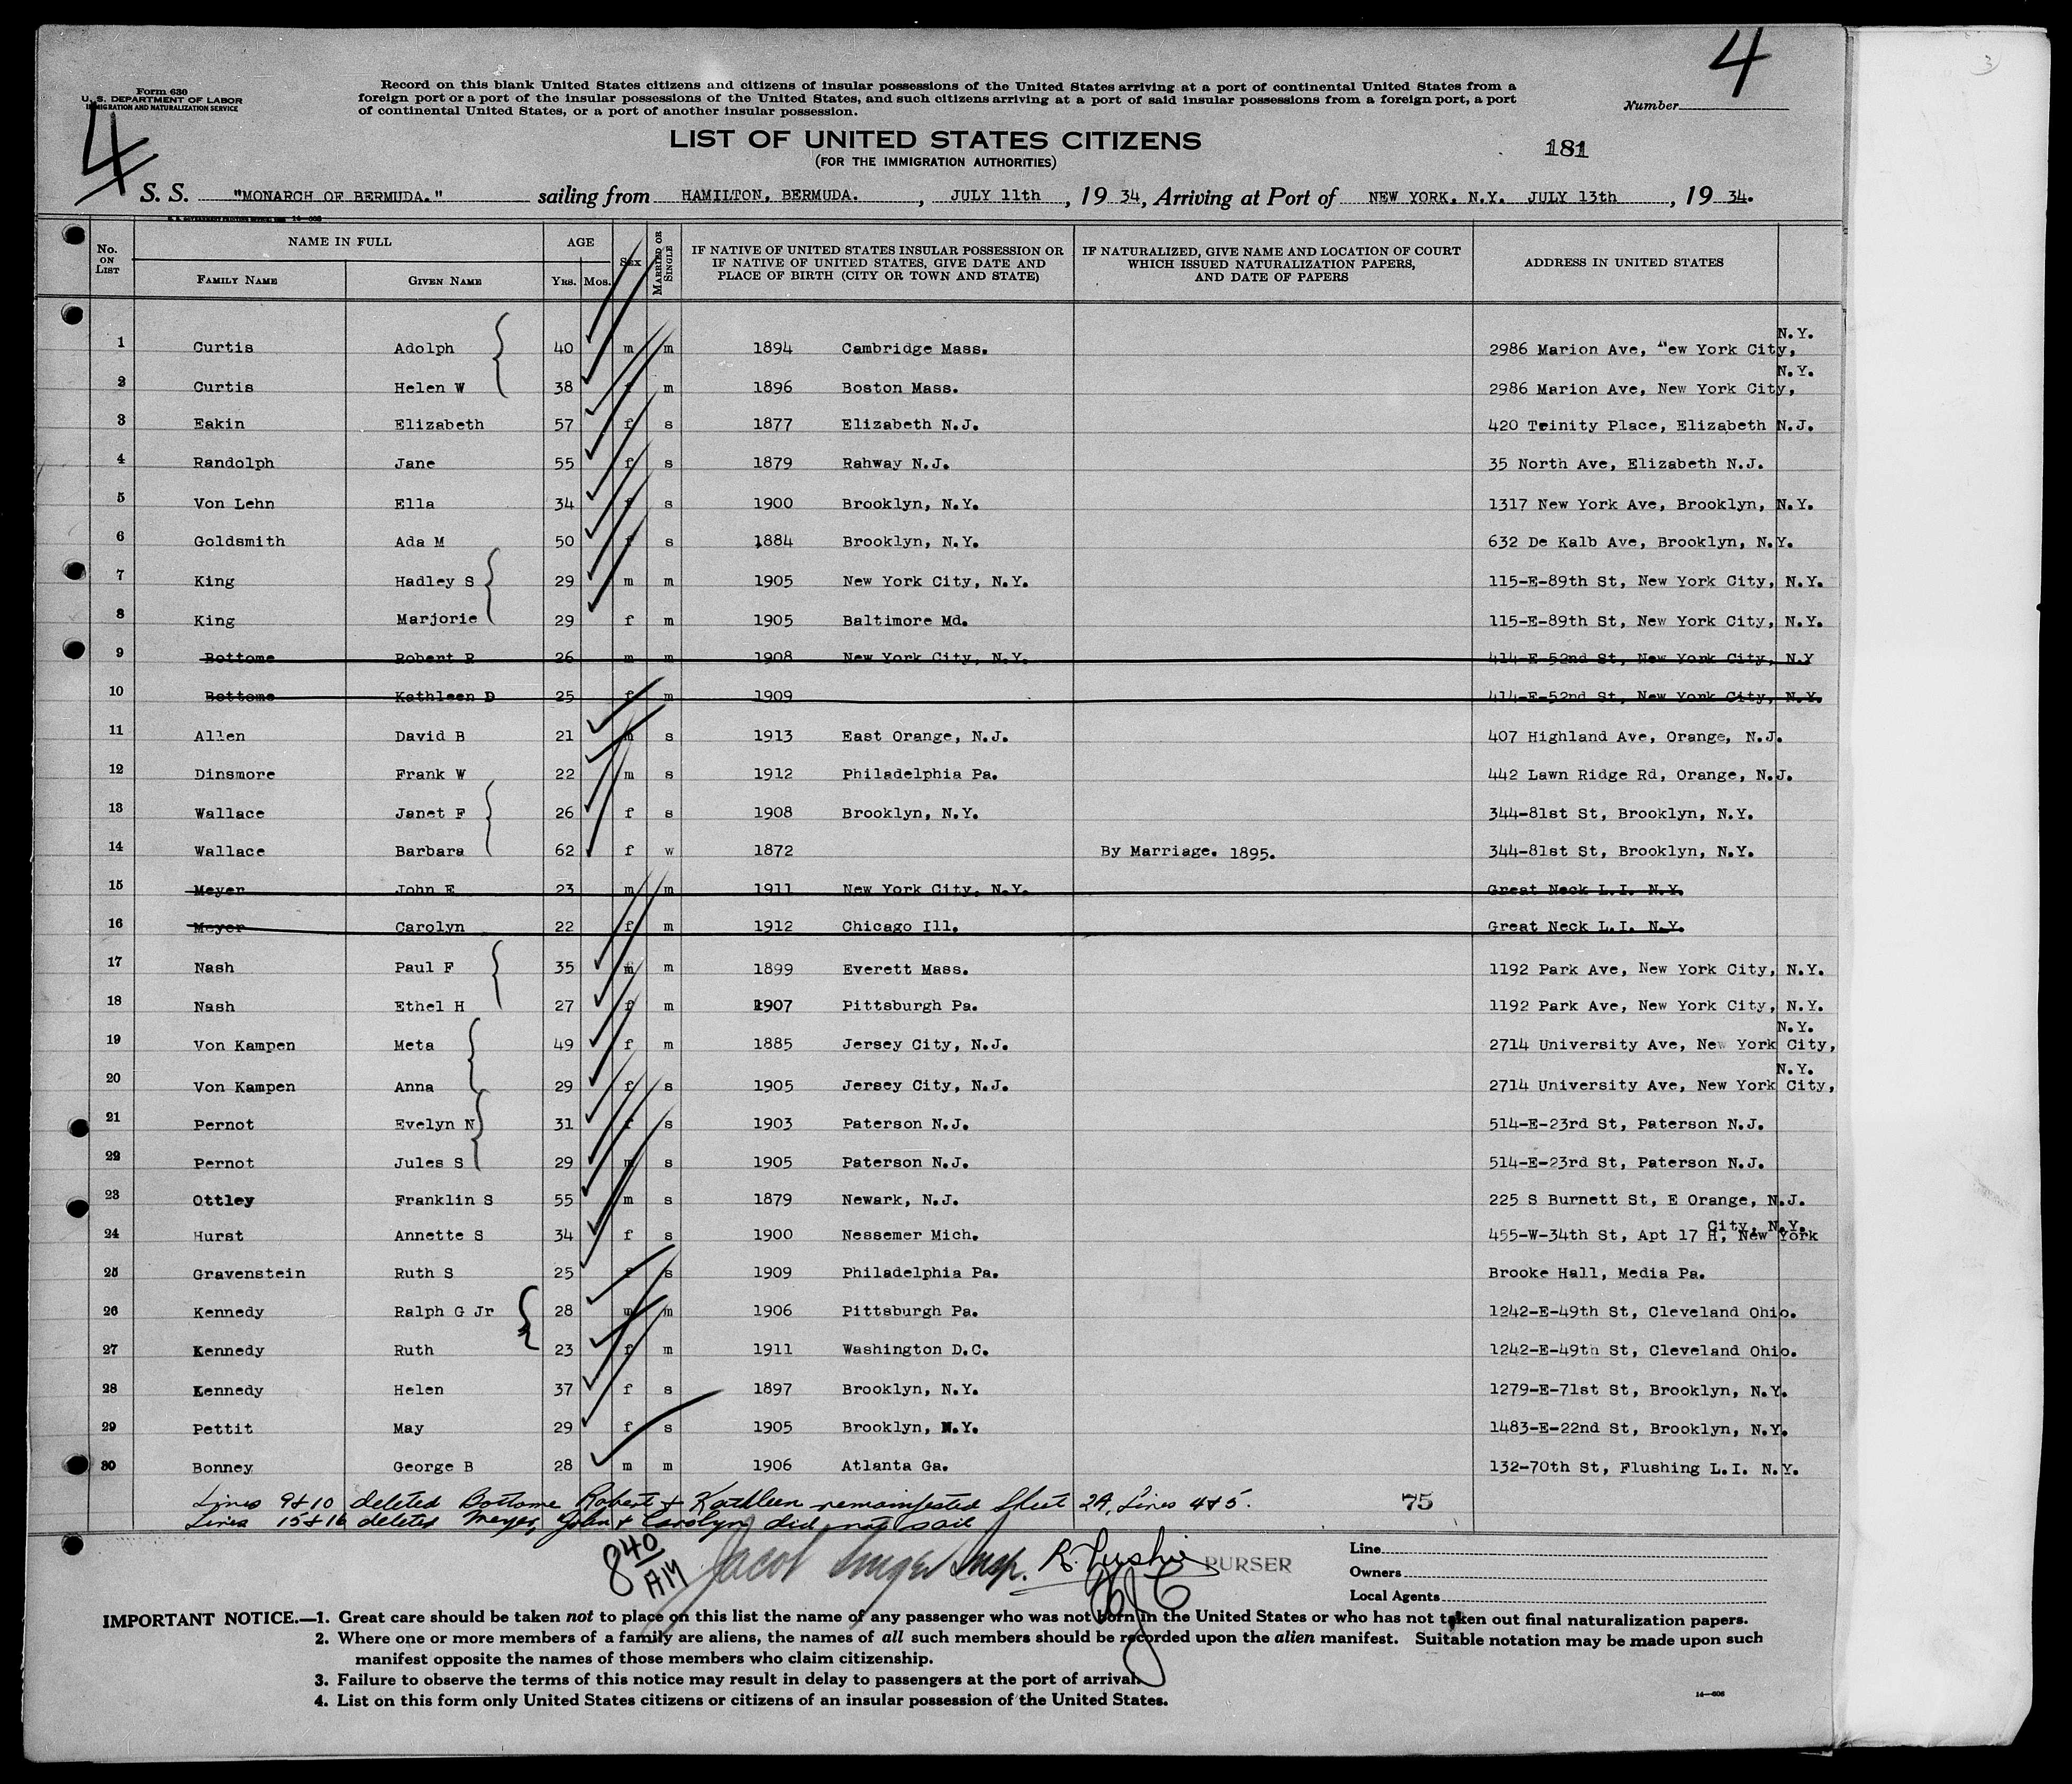 4
3
Form 630
U. S. DEPARTMENT OF LABOR
IMMIGRATION AND NATURALIZATION SERVICE
Record on this blank United States citizens and citizens of insular possessions of the United States arriving at a port of continental United States from a
foreign port or a port of the insular possessions of the United States, and such citizens arriving at a port of said insular possessions from a foreign port, a port
of continental United States, or a port of another insular possession.
Number
4
LIST OF UNITED STATES CITIZENS
(FOR THE IMMIGRATION AUTHORITIES)
181
S. S. "MONARCH OF BERMUDA." sailing from HAMILTON, BERMUDA. , JULY 11th , 19 34, Arriving at Port of NEW YORK, N.Y. JULY 13th , 19 34.
No. ON LIST NAME IN FULL FAMILY NAME GIVEN NAME AGE YRS. MOS. SEX MARRIED OR SINGLE IF NATIVE OF UNITED STATES INSULAR POSSESSION OR IF NATIVE OF UNITED STATES, GIVE DATE AND PLACE OF BIRTH (CITY OR TOWN AND STATE) IF NATURALIZED, GIVE NAME AND LOCATION OF COURT WHICH ISSUED NATURALIZATION PAPERS, AND DATE OF PAPERS ADDRESS IN UNITED STATES
1 Curtis Adolph 40 m m 1894 Cambridge Mass. 2986 Marion Ave, New York City, N.Y.
2 Curtis Helen W 38 f m 1896 Boston Mass. 2986 Marion Ave, New York City, N.Y.
3 Eakin Elizabeth 57 f s 1877 Elizabeth N.J. 420 Trinity Place, Elizabeth N.J.
4 Randolph Jane 55 f s 1879 Rahway N.J. 35 North Ave, Elizabeth N.J.
5 Von Lehn Ella 34 f s 1900 Brooklyn, N.Y. 1317 New York Ave, Brooklyn, N.Y.
6 Goldsmith Ada M 50 f s 1884 Brooklyn, N.Y. 632 De Kalb Ave, Brooklyn, N.Y.
7 King Hadley S 29 m m 1905 New York City, N.Y. 115-E-89th St, New York City, N.Y.
8 King Marjorie 29 f m 1905 Baltimore Md. 115-E-89th St, New York City, N.Y.
9 Bottome Robert R 26 m m 1908 New York City, N.Y. 414-E-52nd St, New York City, N.Y
10 Bottome Kathleen D 25 f m 1909 414-E-52nd St, New York City, N.Y.
11 Allen David B 21 m s 1913 East Orange, N.J. 407 Highland Ave, Orange, N.J.
12 Dinsmore Frank W 22 m s 1912 Philadelphia Pa. 442 Lawn Ridge Rd, Orange, N.J.
13 Wallace Janet F 26 f s 1908 Brooklyn, N.Y. 344-81st St, Brooklyn, N.Y.
14 Wallace Barbara 62 f w 1872 By Marriage. 1895. 344-81st St, Brooklyn, N.Y.
15 Meyer John E 23 m m 1911 New York City, N.Y. Great Neck L.I. N.Y.
16 Meyer Carolyn 22 f m 1912 Chicago Ill. Great Neck L.I. N.Y.
17 Nash Paul F 35 m m 1899 Everett Mass. 1192 Park Ave, New York City, N.Y.
18 Nash Ethel H 27 f m 1907 Pittsburgh Pa. 1192 Park Ave, New York City, N.Y.
19 Von Kampen Meta 49 f m 1885 Jersey City, N.J. 2714 University Ave, New York City, N.Y.
20 Von Kampen Anna 29 f s 1905 Jersey City, N.J. 2714 University Ave, New York City, N.Y.
21 Pernot Evelyn N 31 f s 1903 Paterson N.J. 514-E-23rd St, Paterson N.J.
22 Pernot Jules S 29 m s 1905 Paterson N.J. 514-E-23rd St, Paterson N.J.
23 Ottley Franklin S 55 m s 1879 Newark, N.J. 225 S Burnett St, E Orange, N.J.
24 Hurst Annette S 34 f s 1900 Nessemer Mich. 455-W-34th St, Apt 17 H, New York City, N.Y.
25 Gravenstein Ruth S 25 f s 1909 Philadelphia Pa. Brooke Hall, Media Pa.
26 Kennedy Ralph G Jr 28 m m 1906 Pittsburgh Pa. 1242-E-49th St, Cleveland Ohio.
27 Kennedy Ruth 23 f m 1911 Washington D.C. 1242-E-49th St, Cleveland Ohio.
28 Kennedy Helen 37 f s 1897 Brooklyn, N.Y. 1279-E-71st St, Brooklyn, N.Y.
29 Pettit May 29 f s 1905 Brooklyn, N.Y. 1483-E-22nd St, Brooklyn, N.Y.
30 Bonney George B 28 m m 1906 Atlanta Ga. 132-70th St, Flushing L.I. N.Y.
Lines 9&10 deleted Bottome Robert & Kathleen remanifested Sheet 2A, Lines 4&5. 75
Lines 15&16 deleted Meyer, John & Carolyn did not sail
8 40 AM Jacob Insp. PURSER
Line
Owners
Local Agents
IMPORTANT NOTICE.—1. Great care should be taken not to place on this list the name of any passenger who was not born in the United States or who has not taken out final naturalization papers.
2. Where one or more members of a family are aliens, the names of all such members should be recorded upon the alien manifest. Suitable notation may be made upon such
manifest opposite the names of those members who claim citizenship.
3. Failure to observe the terms of this notice may result in delay to passengers at the port of arrival.
4. List on this form only United States citizens or citizens of an insular possession of the United States.
14—606